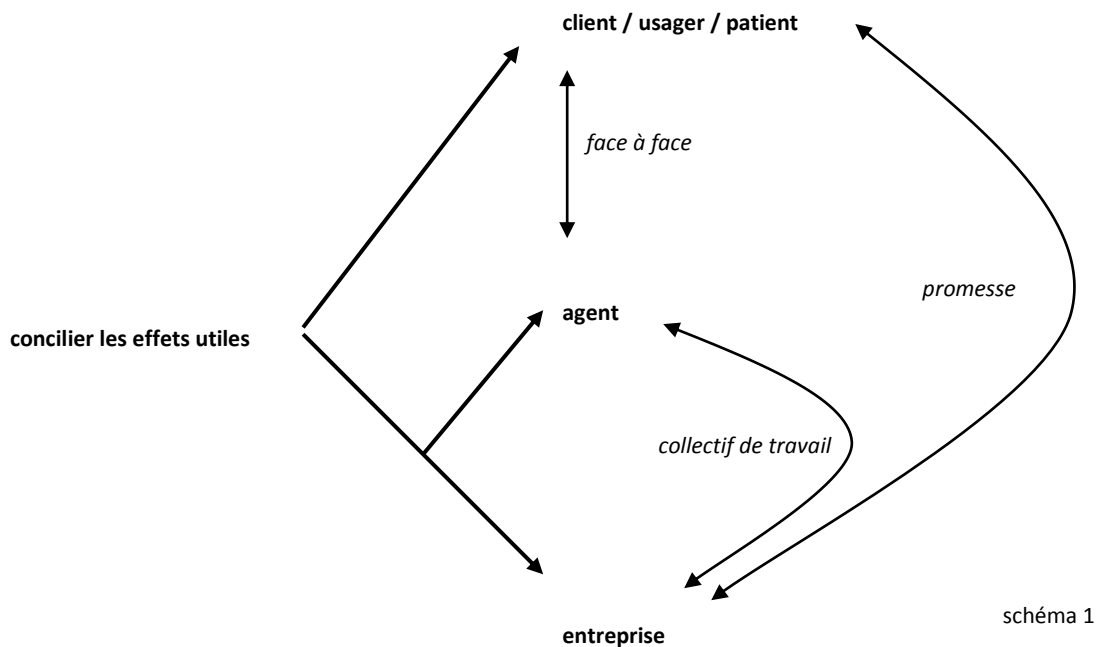 client / usager / patient
face à face
promesse
agent
concilier les effets utiles
collectif de travail
schéma 1
entreprise